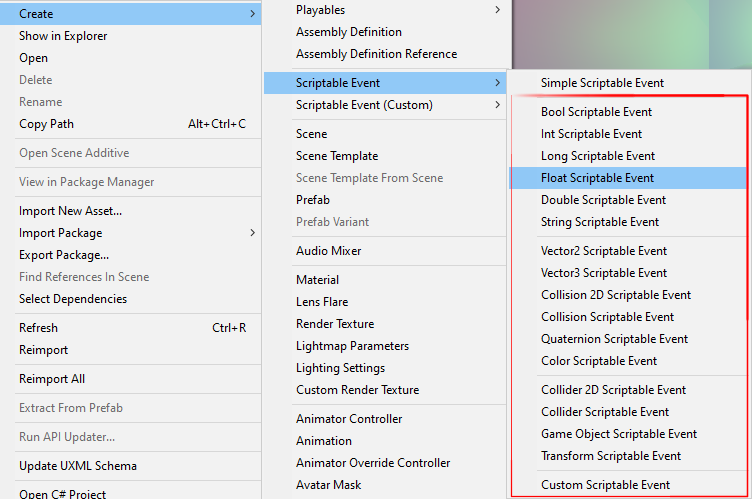 Create
Show in Explorer
Open
Delete
Rename
Copy Path Alt+Ctrl+C
Open Scene Additive
View in Package Manager
Import New Asset...
Import Package
Export Package...
Find References In Scene
Select Dependencies
Refresh Ctrl+R
Reimport
Reimport All
Extract From Prefab
Run API Updater...
Update UXML Schema
Open C# Project
Playables
Assembly Definition
Assembly Definition Reference
Scriptable Event
Scriptable Event (Custom)
Scene
Scene Template
Scene Template From Scene
Prefab
Prefab Variant
Audio Mixer
Material
Lens Flare
Render Texture
Lightmap Parameters
Lighting Settings
Custom Render Texture
Animator Controller
Animation
Animator Override Controller
Avatar Mask
Simple Scriptable Event
Bool Scriptable Event
Int Scriptable Event
Long Scriptable Event
Float Scriptable Event
Double Scriptable Event
String Scriptable Event
Vector2 Scriptable Event
Vector3 Scriptable Event
Collision 2D Scriptable Event
Collision Scriptable Event
Quaternion Scriptable Event
Color Scriptable Event
Collider 2D Scriptable Event
Collider Scriptable Event
Game Object Scriptable Event
Transform Scriptable Event
Custom Scriptable Event